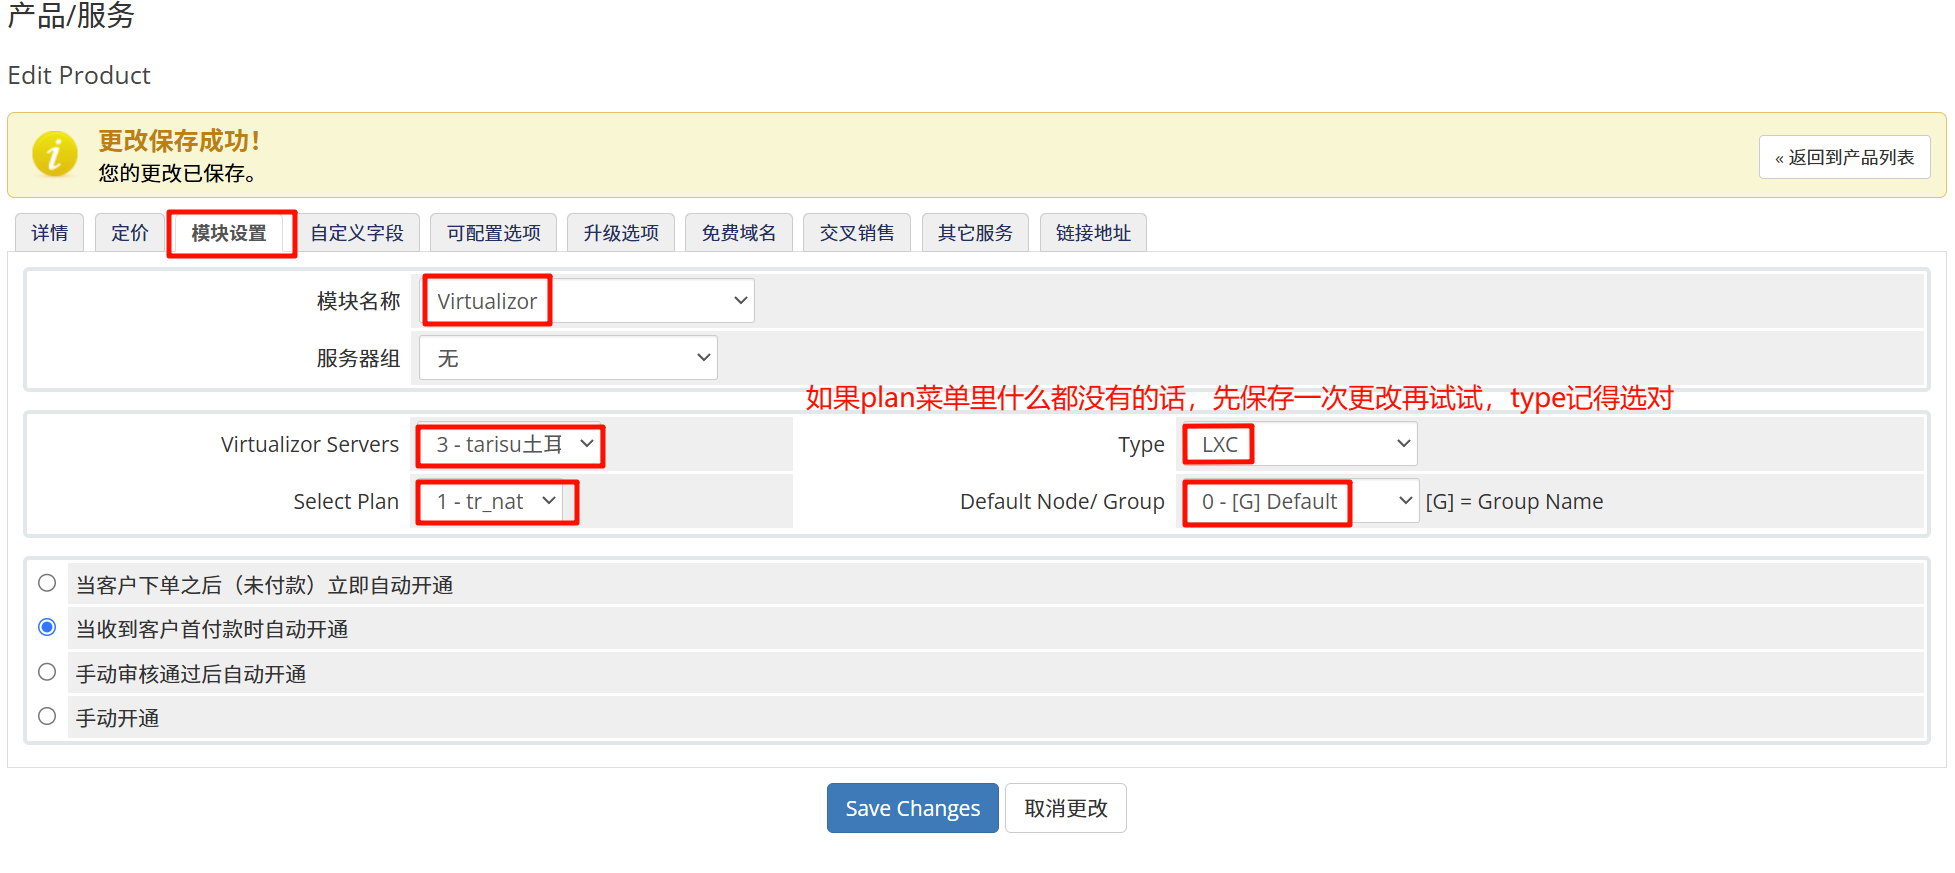 产品/服务
Edit Product
更改保存成功！
您的更改已保存。
« 返回到产品列表
详情 定价 模块设置 自定义字段 可配置选项 升级选项 免费域名 交叉销售 其它服务 链接地址
模块名称 Virtualizor
服务器组 无
如果plan菜单里什么都没有的话，先保存一次更改再试试，type记得选对
Virtualizor Servers 3 - tarisu土耳 Type LXC
Select Plan 1 - tr_nat Default Node/ Group 0 - [G] Default [G] = Group Name
当客户下单之后（未付款）立即自动开通
当收到客户首付款时自动开通
手动审核通过后自动开通
手动开通
Save Changes 取消更改